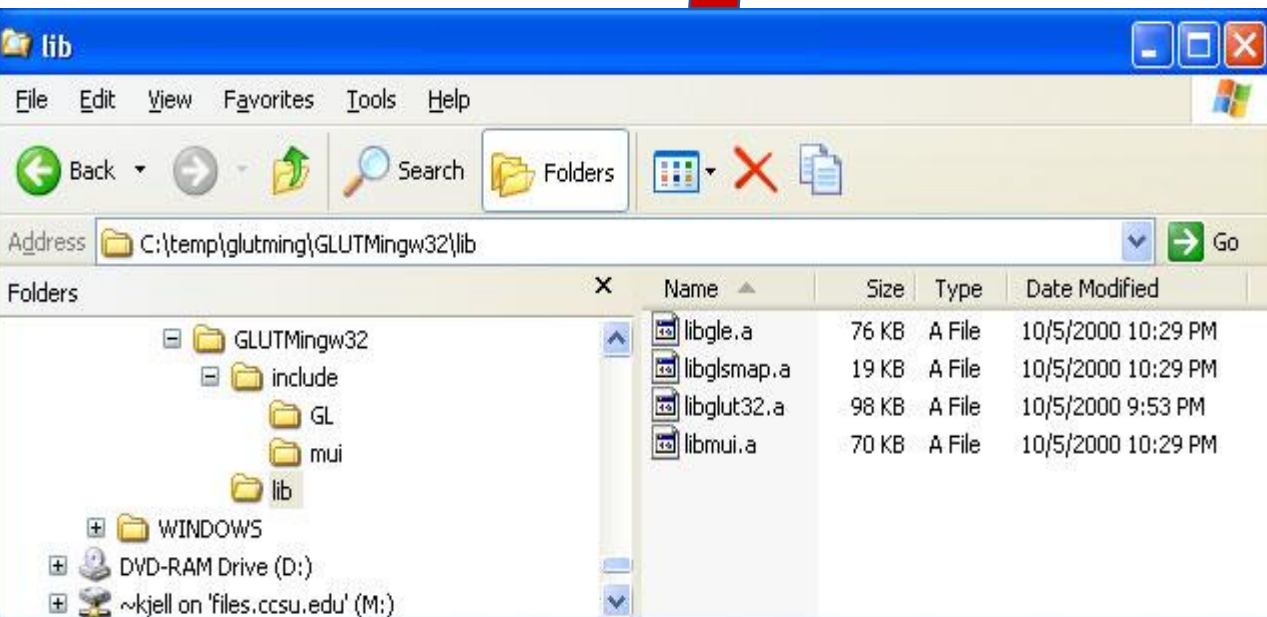 lib
File Edit View Favorites Tools Help
Back Search Folders
Address C:\temp\glutming\GLUTMingw32\lib Go
Folders X Name Size Type Date Modified
GLUTMingw32
include
GL
mui
lib
WINDOWS
DVD-RAM Drive (D:)
~kjell on 'files.ccsu.edu' (M:)
libgle.a 76 KB A File 10/5/2000 10:29 PM
libglsmap.a 19 KB A File 10/5/2000 10:29 PM
libglut32.a 98 KB A File 10/5/2000 9:53 PM
libmui.a 70 KB A File 10/5/2000 10:29 PM